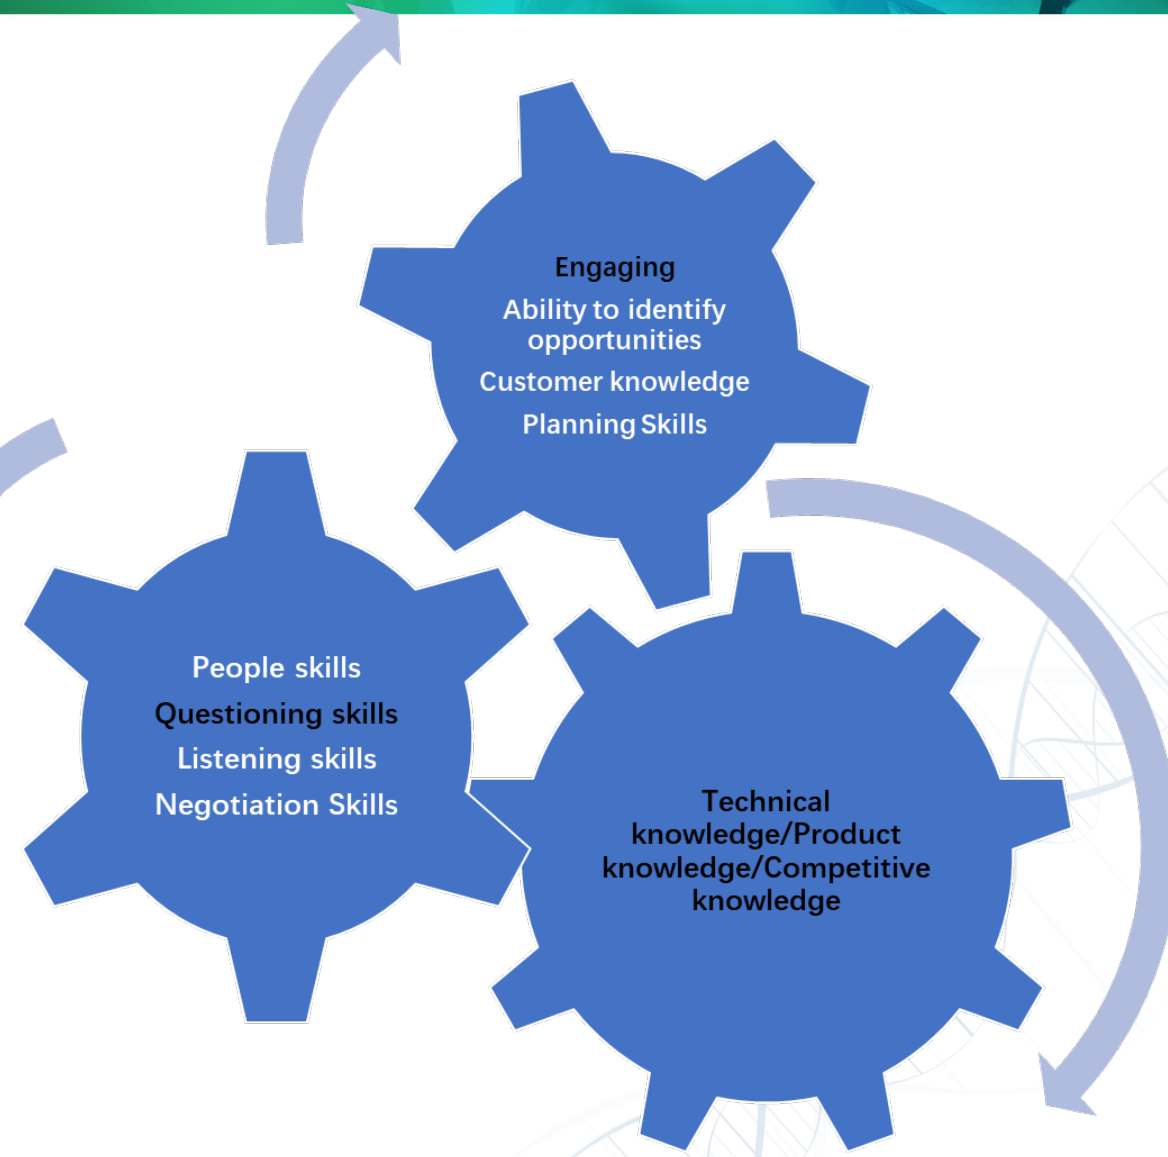 Engaging
Ability to identify
opportunities
Customer knowledge
Planning Skills
People skills
Questioning skills
Listening skills
Negotiation Skills
Technical
knowledge/Product
knowledge/Competitive
knowledge